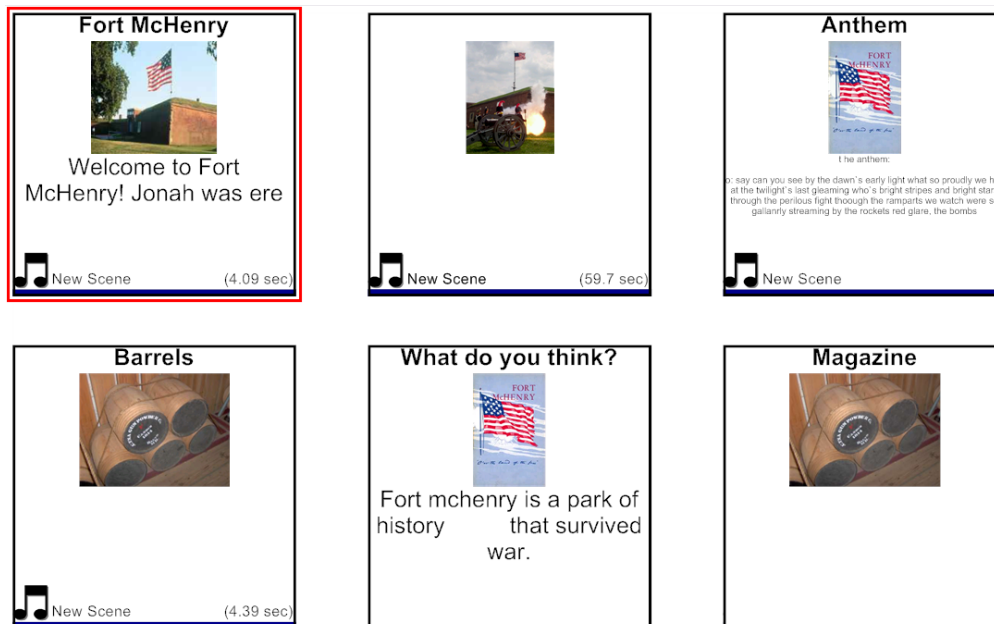 Fort McHenry
Welcome to Fort
McHenry! Jonah was ere
New Scene (4.09 sec)
New Scene (59.7 sec)
Anthem
FORT
McHENRY
t he anthem:
o: say can you see by the dawn`s early light what so proudly we h
at the twilight`s last gleaming who`s bright stripes and bright star
through the perilous fight thoough the ramparts we watch were s
gallanrly streaming by the rockets red glare, the bombs
New Scene
Barrels
New Scene (4.39 sec)
What do you think?
FORT
McHENRY
Fort mchenry is a park of
history that survived
war.
Magazine